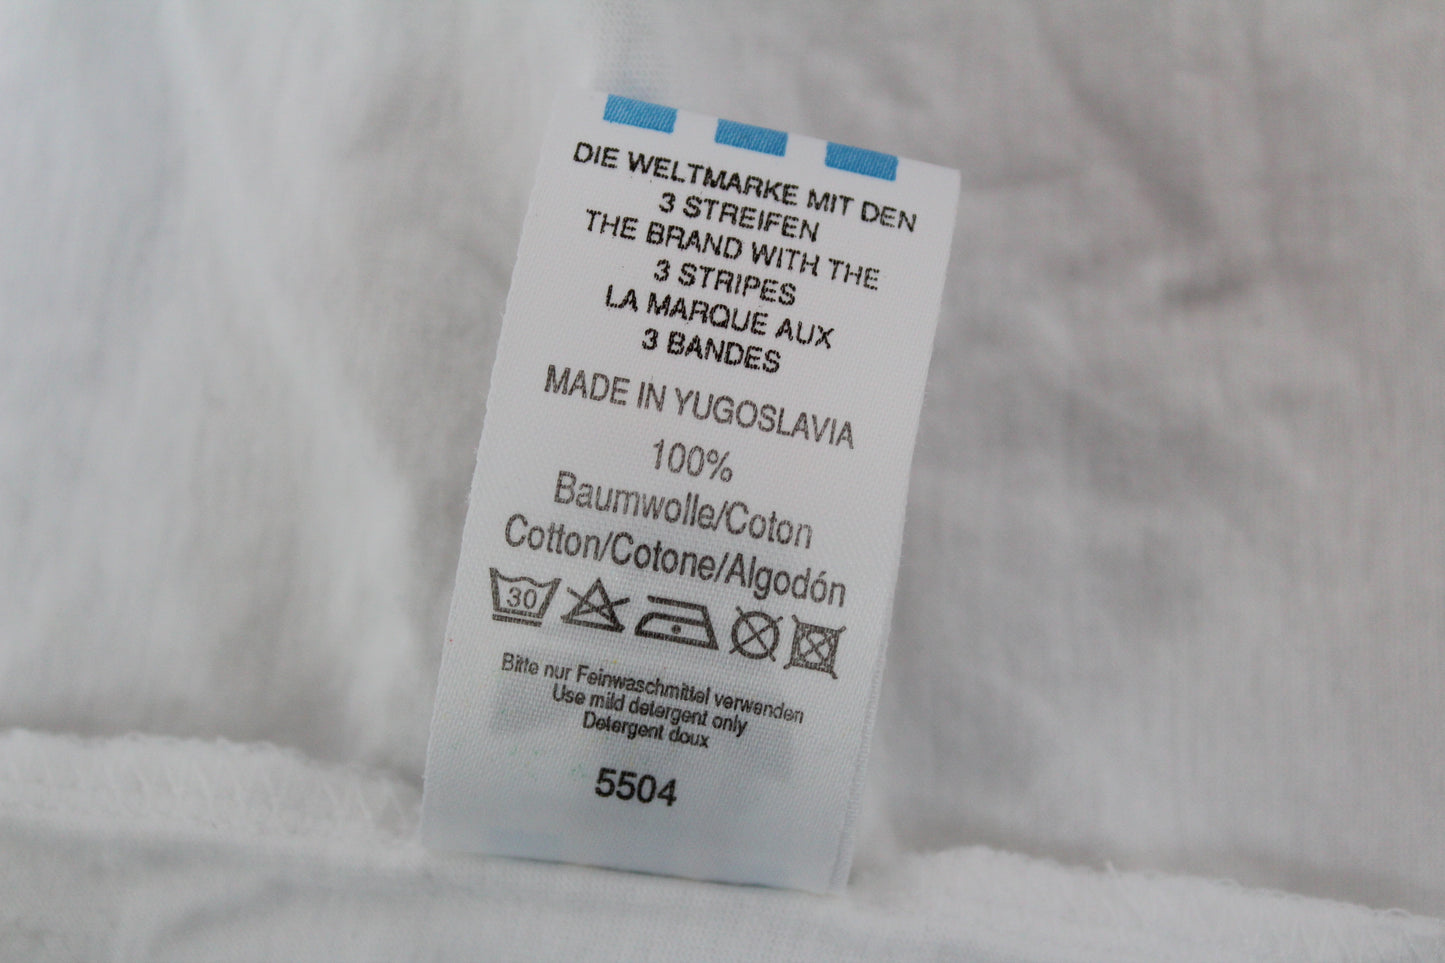 DIE WELTMARKE MIT DEN
3 STREIFEN
THE BRAND WITH THE
3 STRIPES
LA MARQUE AUX
3 BANDES
MADE IN YUGOSLAVIA
100%
Baumwolle/Coton
Cotton/Cotone/Algodón
30
Bitte nur Feinwaschmittel verwenden
Use mild detergent only
Detergent doux
5504